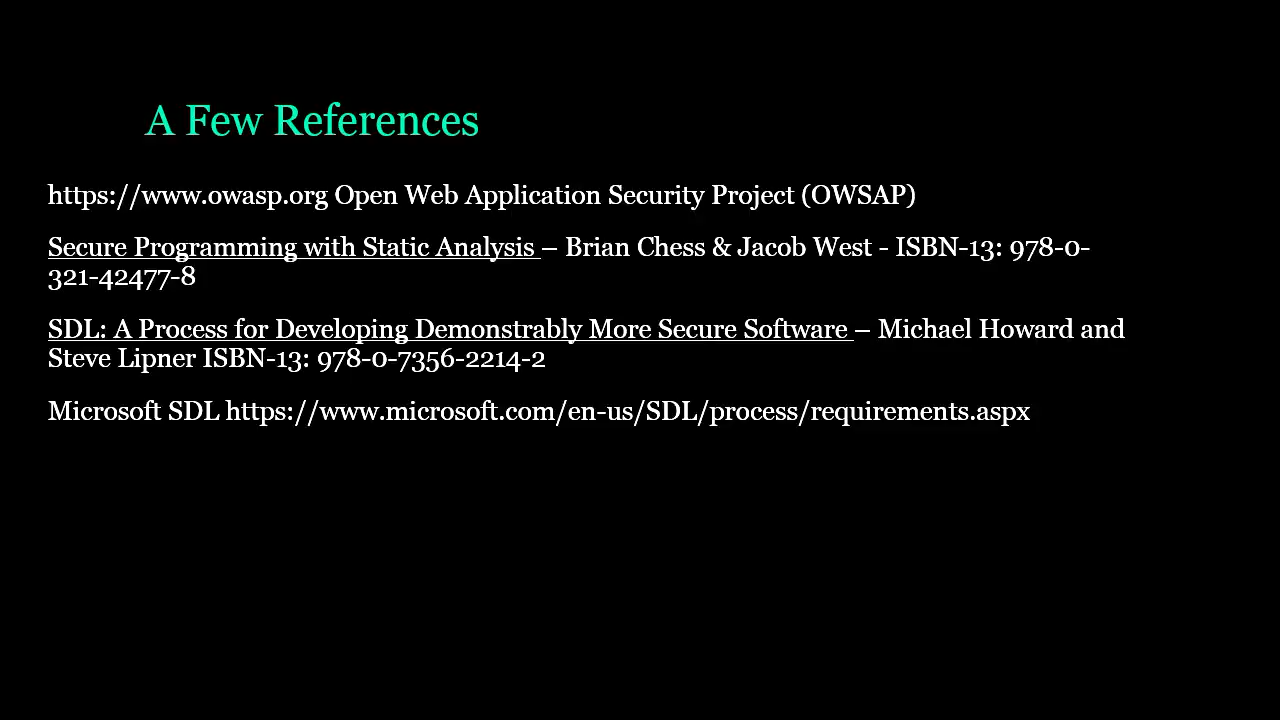 A Few References
https://www.owasp.org Open Web Application Security Project (OWSAP)
Secure Programming with Static Analysis – Brian Chess & Jacob West - ISBN-13: 978-0-
321-42477-8
SDL: A Process for Developing Demonstrably More Secure Software – Michael Howard and
Steve Lipner ISBN-13: 978-0-7356-2214-2
Microsoft SDL https://www.microsoft.com/en-us/SDL/process/requirements.aspx